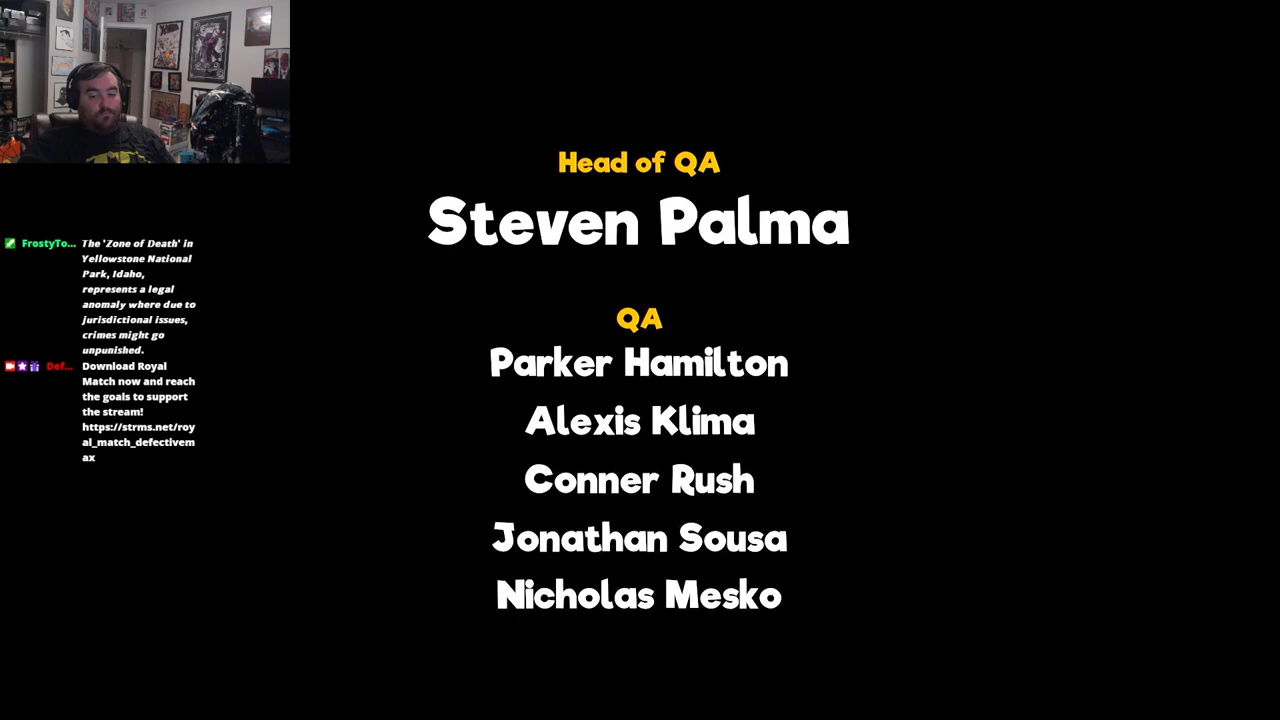 Head of QA
Steven Palma
QA
Parker Hamilton
Alexis Klima
Conner Rush
Jonathan Sousa
Nicholas Mesko
FrostyTo... The 'Zone of Death' in
Yellowstone National
Park, Idaho,
represents a legal
anomaly where due to
jurisdictional issues,
crimes might go
unpunished.
Def... Download Royal
Match now and reach
the goals to support
the stream!
https://strms.net/roy
al_match_defectivem
ax